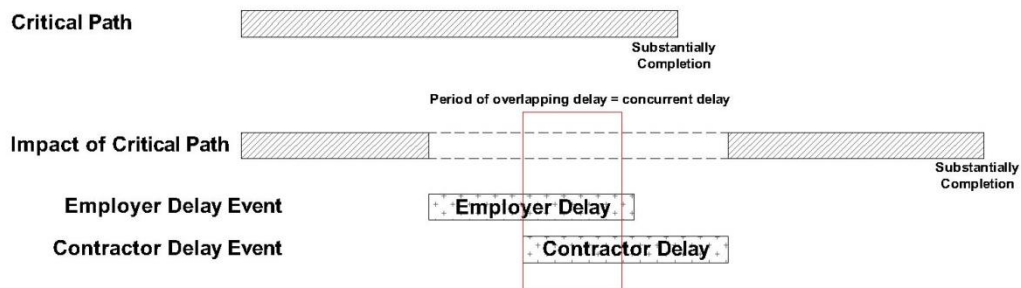 Critical Path
Substantially
Completion
Period of overlapping delay = concurrent delay
Impact of Critical Path
Substantially
Completion
Employer Delay Event
Employer Delay
Contractor Delay Event
Contractor Delay